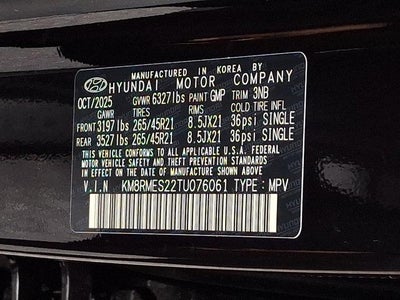 MANUFACTURED IN KOREA BY
HYUNDAI MOTOR COMPANY
OCT/2025 GVWR 6327lbs PAINT GMP TRIM 3NB
GAWR TIRES RIMS COLD TIRE INFL
FRONT 3197lbs 265/45R21 8.5JX21 36psi SINGLE
REAR 3527lbs 265/45R21 8.5JX21 36psi SINGLE
THIS VEHICLE CONFORMS TO ALL APPLICABLE U.S.A. FEDERAL
MOTOR VEHICLE SAFETY, BUMPER, AND THEFT PREVENTION STANDARDS
IN EFFECT ON THE DATE OF MANUFACTURE SHOWN ABOVE.
V.I.N KM8RMES22TU076061 TYPE: MPV